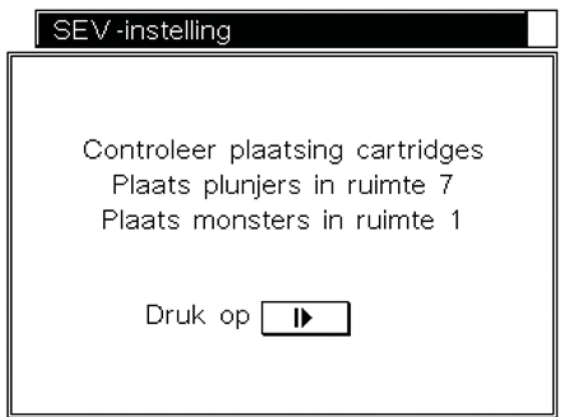 SEV-instelling
Controleer plaatsing cartridges
Plaats plunjers in ruimte 7
Plaats monsters in ruimte 1
Druk op